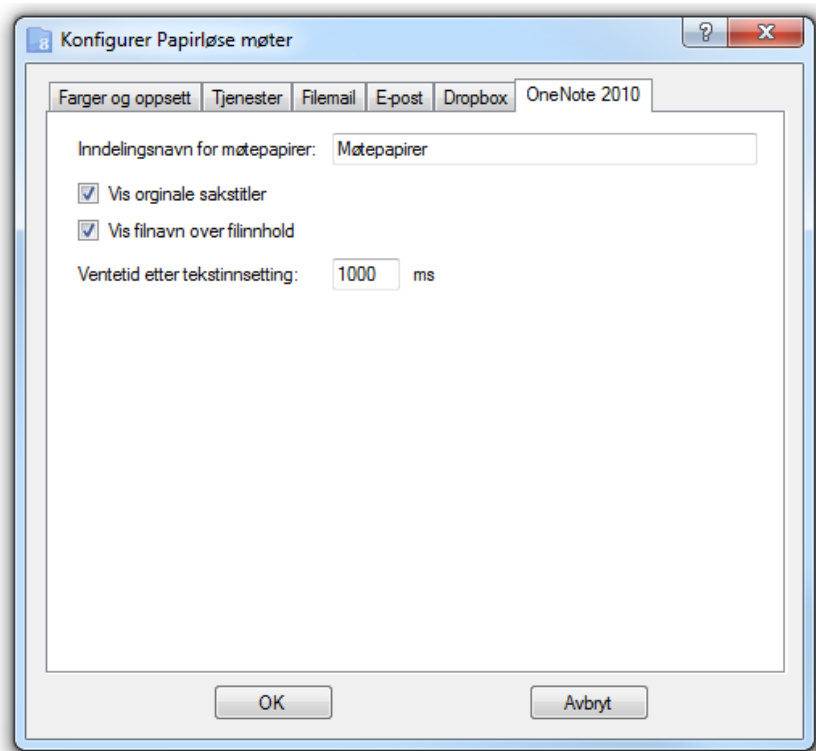 Konfigurer Papirløse møter
Farger og oppsett Tjenester Filemail E-post Dropbox OneNote 2010
Inndelingsnavn for møtepapirer: Møtepapirer
Vis orginale sakstitler
Vis filnavn over filinnhold
Ventetid etter tekstinnsetting: 1000 ms
OK Avbryt